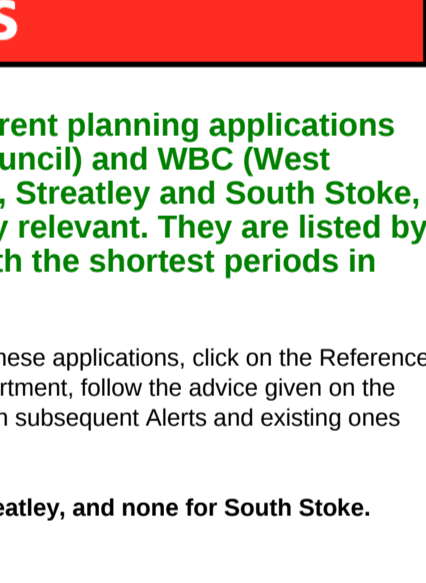 S
rent planning applications
uncil) and WBC (West
, Streatley and South Stoke,
relevant. They are listed by
th the shortest periods in
hese applications, click on the Reference
rtment, follow the advice given on the
n subsequent Alerts and existing ones
eatley, and none for South Stoke.